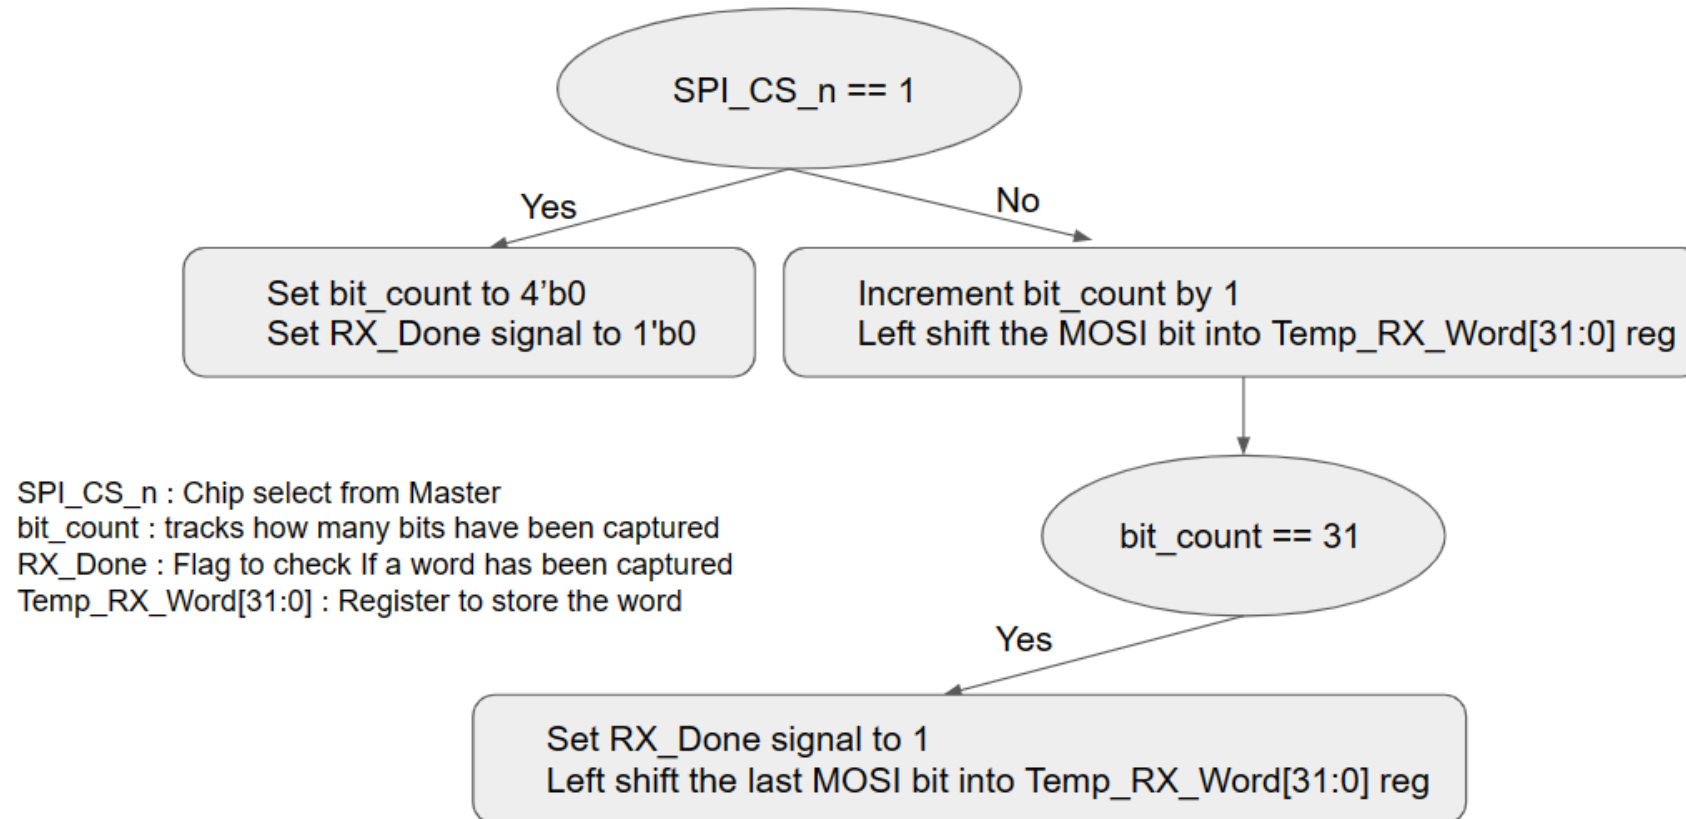 SPI_CS_n == 1
Yes
No
Set bit_count to 4’b0
Set RX_Done signal to 1'b0
Increment bit_count by 1
Left shift the MOSI bit into Temp_RX_Word[31:0] reg
SPI_CS_n : Chip select from Master
bit_count : tracks how many bits have been captured
RX_Done : Flag to check If a word has been captured
Temp_RX_Word[31:0] : Register to store the word
bit_count == 31
Yes
Set RX_Done signal to 1
Left shift the last MOSI bit into Temp_RX_Word[31:0] reg